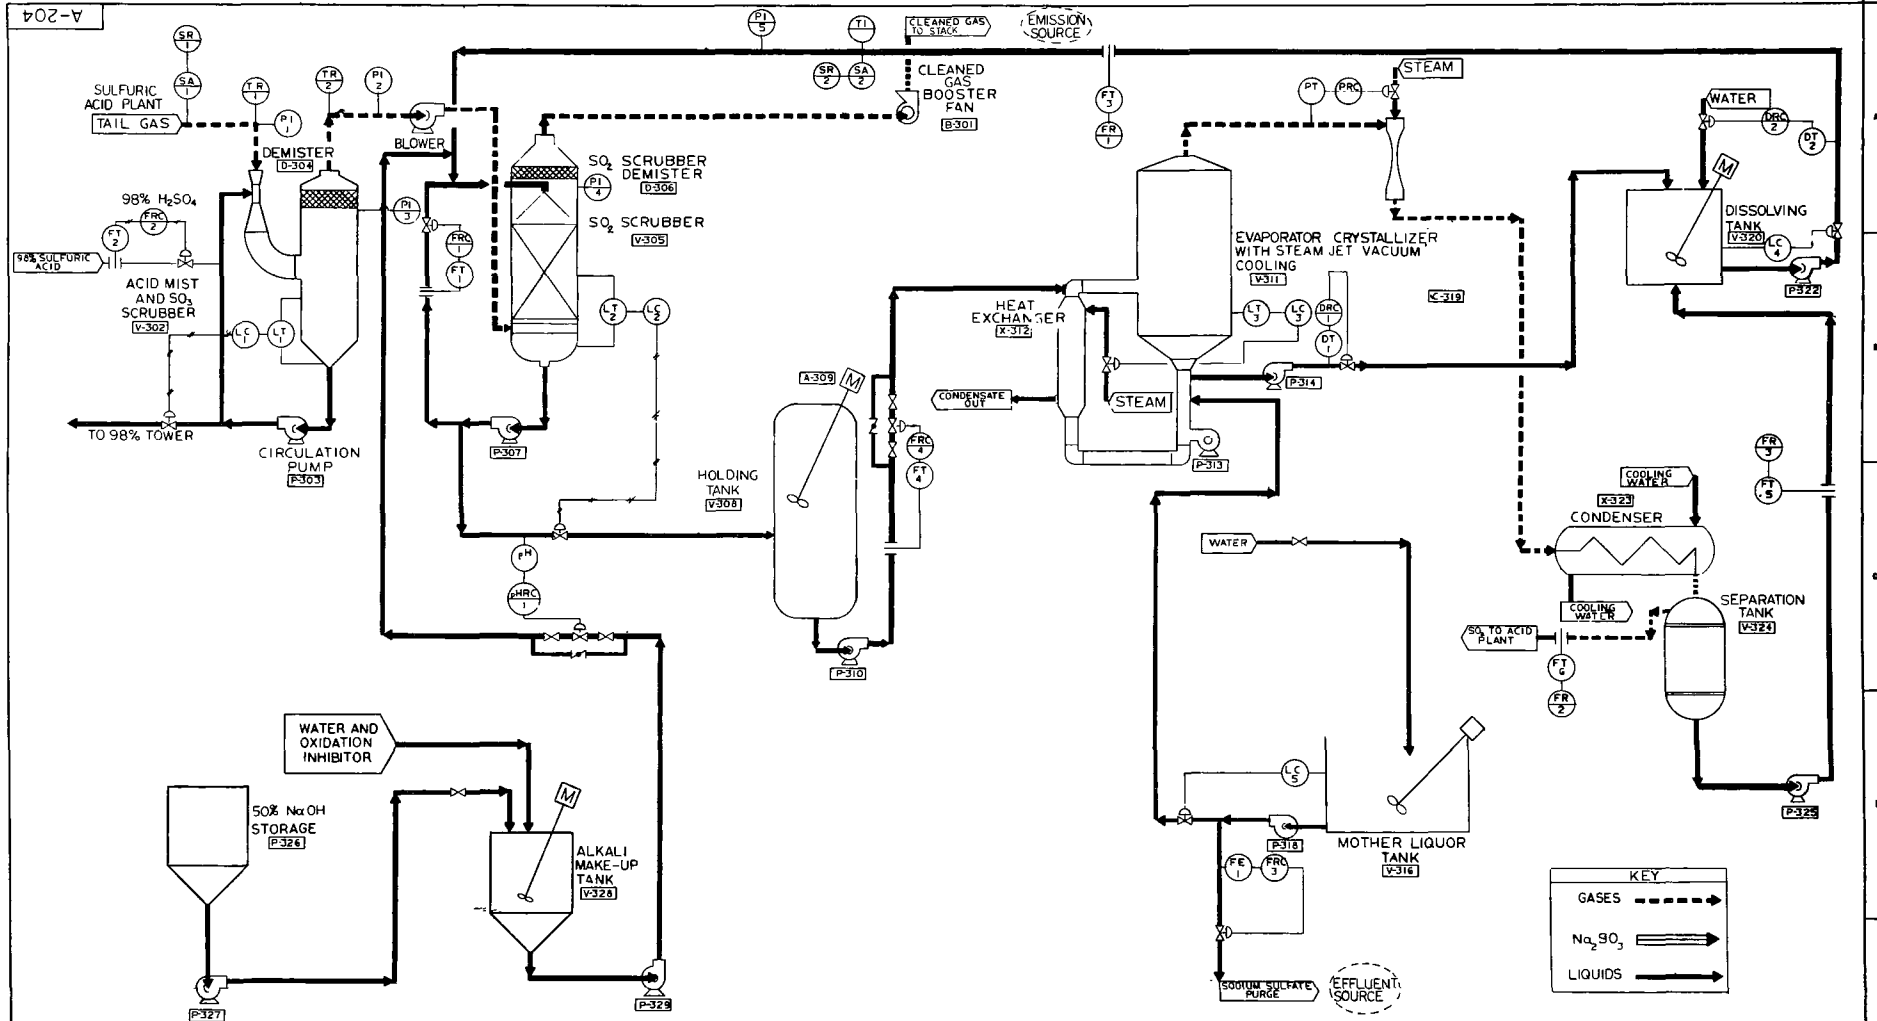 A-204
SR
1
SA
1
TR
1
PI
1
SULFURIC
ACID PLANT
TAIL GAS
TR
2
PI
2
BLOWER
DEMISTER
D-304
98% H₂SO₄
FRC
2
FT
2
98% SULFURIC
ACID
ACID MIST
AND SO₃
SCRUBBER
V-302
LC
1
LT
1
PI
3
TO 98% TOWER
CIRCULATION
PUMP
P-303
PI
5
TI
SR
2
SA
2
CLEANED GAS
TO STACK
EMISSION
SOURCE
CLEANED
GAS
BOOSTER
FAN
B-301
SO₂ SCRUBBER
DEMISTER
D-306
PI
4
SO₂ SCRUBBER
V-305
FRC
1
FT
1
LT
2
LC
2
P-307
pH
pHRC
1
A-309
M
HOLDING
TANK
V-308
FRC
4
FT
4
P-310
FT
3
FR
1
PT
PRC
STEAM
EVAPORATOR CRYSTALLIZER
WITH STEAM JET VACUUM
COOLING
V-311
C-319
HEAT
EXCHANGER
X-312
LT
3
LC
3
DRC
1
DT
1
P-314
CONDENSATE
OUT
STEAM
P-313
WATER
DRC
2
DT
2
M
DISSOLVING
TANK
V-320
LC
4
P-322
FR
3
FT
5
COOLING
WATER
X-323
CONDENSER
COOLING
WATER
SEPARATION
TANK
V-324
SO₂ TO ACID
PLANT
FT
6
FR
2
P-325
WATER
LC
5
P-318
MOTHER LIQUOR
TANK
V-316
FE
1
FRC
3
SODIUM SULFATE
PURGE
EFFLUENT
SOURCE
WATER AND
OXIDATION
INHIBITOR
50% NaOH
STORAGE
P-326
M
ALKALI
MAKE-UP
TANK
V-328
P-327
P-329
KEY
GASES
Na₂SO₃
LIQUIDS